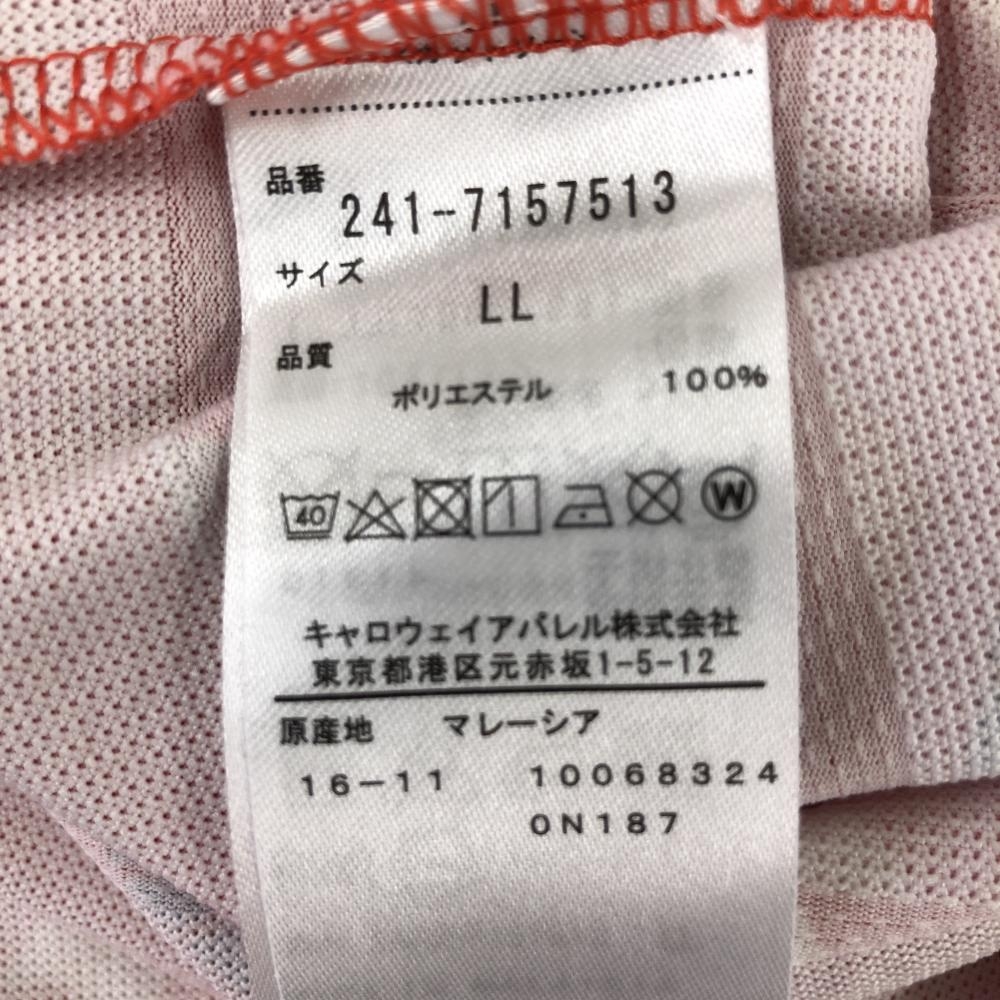 品番
241-7157513
サイズ
LL
品質
ポリエステル 100%
40 W
キャロウェイアパレル株式会社
東京都港区元赤坂1-5-12
原産地 マレーシア
16-11 10068324
0N187